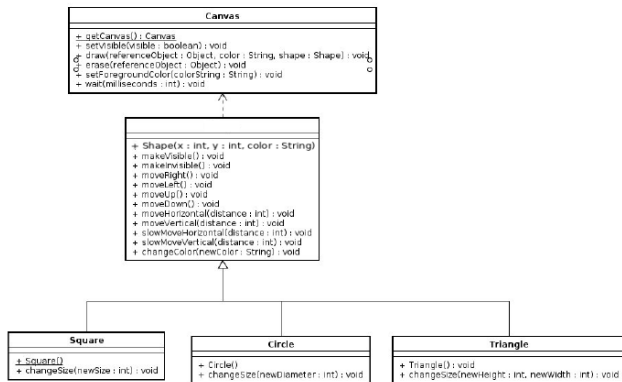 Canvas
+ getCanvas() : Canvas
+ setVisible(visible : boolean) : void
+ draw(referenceObject : Object, color : String, shape : Shape) : void
+ erase(referenceObject : Object) : void
+ setForegroundColor(colorString : String) : void
+ wait(milliseconds : int) : void
+ Shape(x : int, y : int, color : String)
+ makeVisible() : void
+ makeInvisible() : void
+ moveRight() : void
+ moveLeft() : void
+ moveUp() : void
+ moveDown() : void
+ moveHorizontal(distance : int) : void
+ moveVertical(distance : int) : void
+ slowMoveHorizontal(distance : int) : void
+ slowMoveVertical(distance : int) : void
+ changeColor(newColor : String) : void
Square
+ Square()
+ changeSize(newSize : int) : void
Circle
+ Circle()
+ changeSize(newDiameter : int) : void
Triangle
+ Triangle() : void
+ changeSize(newHeight : int, newWidth : int) : void